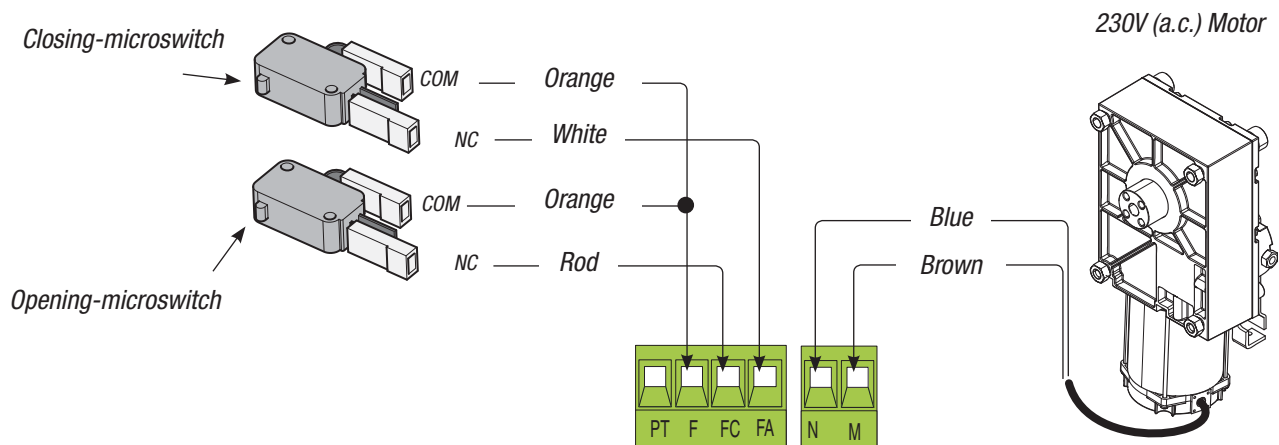 230V (a.c.) Motor
Closing-microswitch
COM Orange
NC White
COM Orange
NC Rod
Opening-microswitch
Blue
Brown
PT F FC FA N M